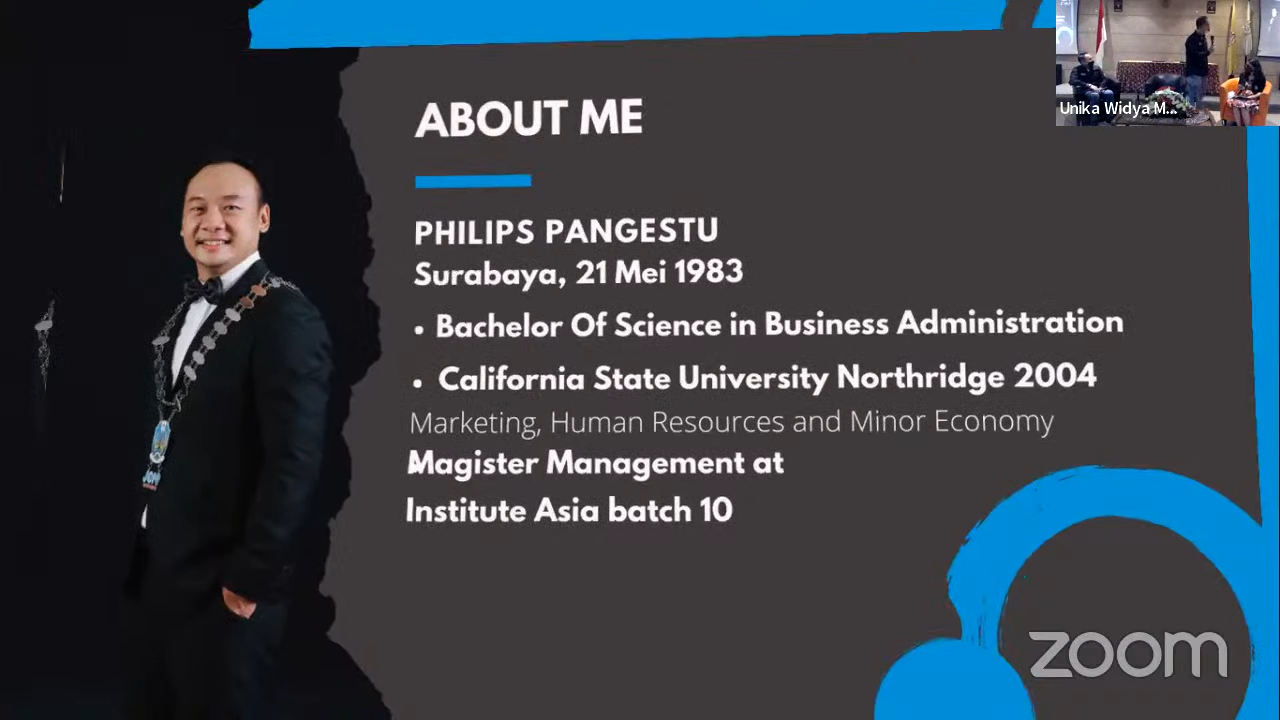 ABOUT ME
Unika Widya M...
PHILIPS PANGESTU
Surabaya, 21 Mei 1983
• Bachelor Of Science in Business Administration
• California State University Northridge 2004
Marketing, Human Resources and Minor Economy
Magister Management at
Institute Asia batch 10
JCI
zoom